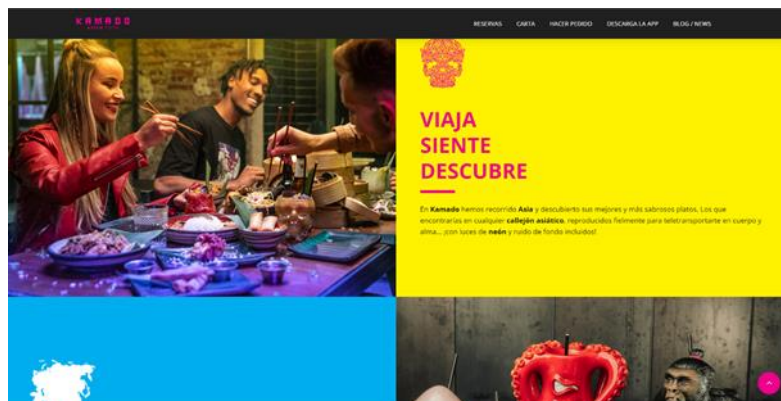 KAMADO
RESERVAS CARTA HACER PEDIDO DESCARGA LA APP BLOG / NEWS
VIAJA
SIENTE
DESCUBRE
En Kamado hemos recorrido Asia y descubierto sus mejores y más sabrosos platos. Los que
encontrarías en cualquier callejón asiático, reproducidos fielmente para teletransportarte en cuerpo y
alma... ¡con luces de neón y ruido de fondo incluidos!